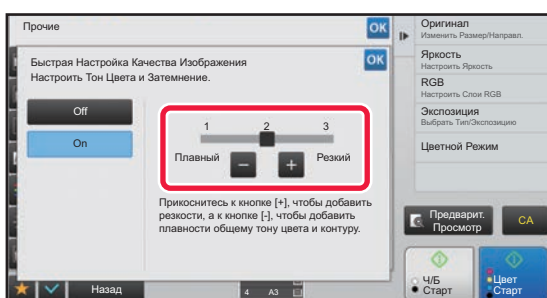 Прочие
OK
Быстрая Настройка Качества Изображения
Настроить Тон Цвета и Затемнение.
OK
Off
On
1 2 3
Плавный - + Резкий
Прикоснитесь к кнопке [+], чтобы добавить
резкости, а к кнопке [-], чтобы добавить
плавности общему тону цвета и контуру.
Назад
4 A3
Оригинал
Изменить Размер/Направл.
Яркость
Настроить Яркость
RGB
Настроить Слои RGB
Экспозиция
Выбрать Тип/Экспозицию
Цветной Режим
Предварит.
Просмотр
CA
Ч/Б
Старт
Цвет
Старт